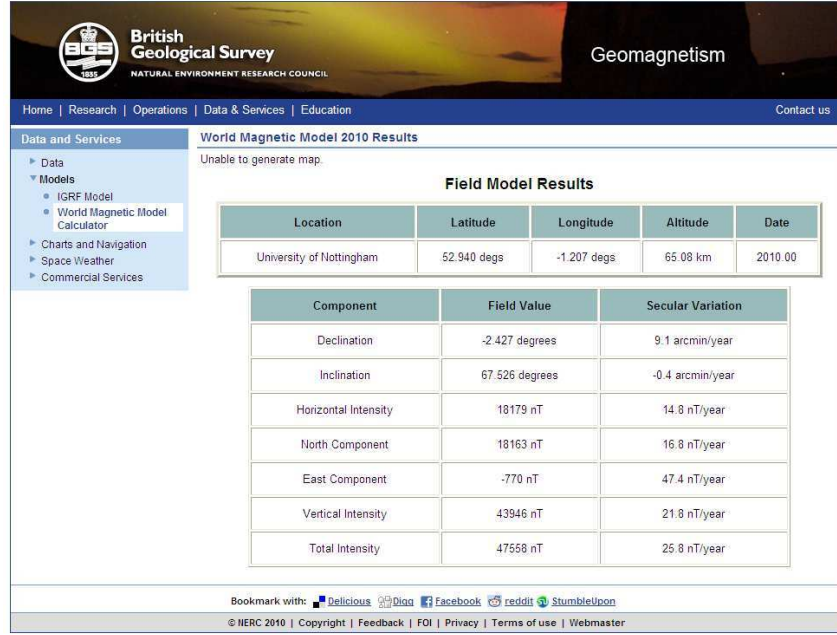 British
Geological Survey
NATURAL ENVIRONMENT RESEARCH COUNCIL
BGS
1835
Geomagnetism
Home | Research | Operations | Data & Services | Education
Contact us
Data and Services
Data
Models
IGRF Model
World Magnetic Model
Calculator
Charts and Navigation
Space Weather
Commercial Services
World Magnetic Model 2010 Results
Unable to generate map.
Field Model Results
Location Latitude Longitude Altitude Date
University of Nottingham 52.940 degs -1.207 degs 65.08 km 2010.00
Component Field Value Secular Variation
Declination -2.427 degrees 9.1 arcmin/year
Inclination 67.526 degrees -0.4 arcmin/year
Horizontal Intensity 18179 nT 14.8 nT/year
North Component 18163 nT 16.8 nT/year
East Component -770 nT 47.4 nT/year
Vertical Intensity 43946 nT 21.8 nT/year
Total Intensity 47558 nT 25.8 nT/year
Bookmark with: Delicious Digg Facebook reddit StumbleUpon
© NERC 2010 | Copyright | Feedback | FOI | Privacy | Terms of use | Webmaster